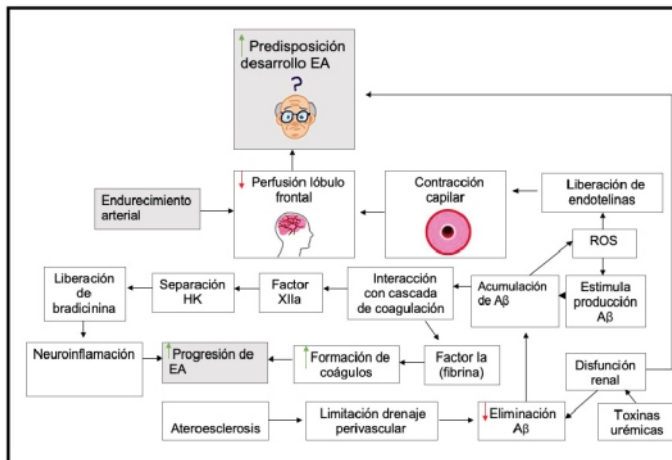 ↑ Predisposición
desarrollo EA
?
Endurecimiento
arterial
↓ Perfusión lóbulo
frontal
Contracción
capilar
Liberación de
endotelinas
ROS
Liberación
de
bradicinina
Separación
HK
Factor
XIIa
Interacción
con cascada
de coagulación
Acumulación
de Aβ
Estimula
producción
Aβ
Neuroinflamación
↑ Progresión de
EA
↑ Formación de
coágulos
Factor Ia
(fibrina)
Disfunción
renal
Ateroesclerosis
Limitación drenaje
perivascular
↓ Eliminación
Aβ
Toxinas
urémicas